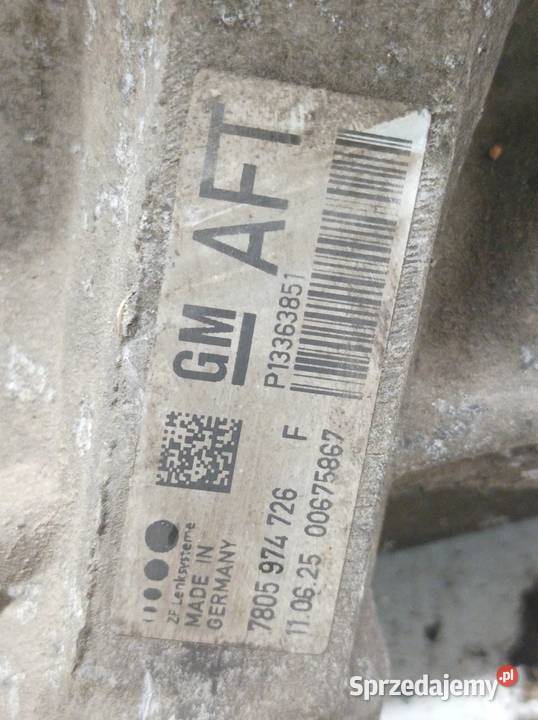 GM AFT
P13363851
ZF Lenksysteme
MADE IN
GERMANY
7805 974 726 F
11.06.25 00675867
Sprzedajemy.pl